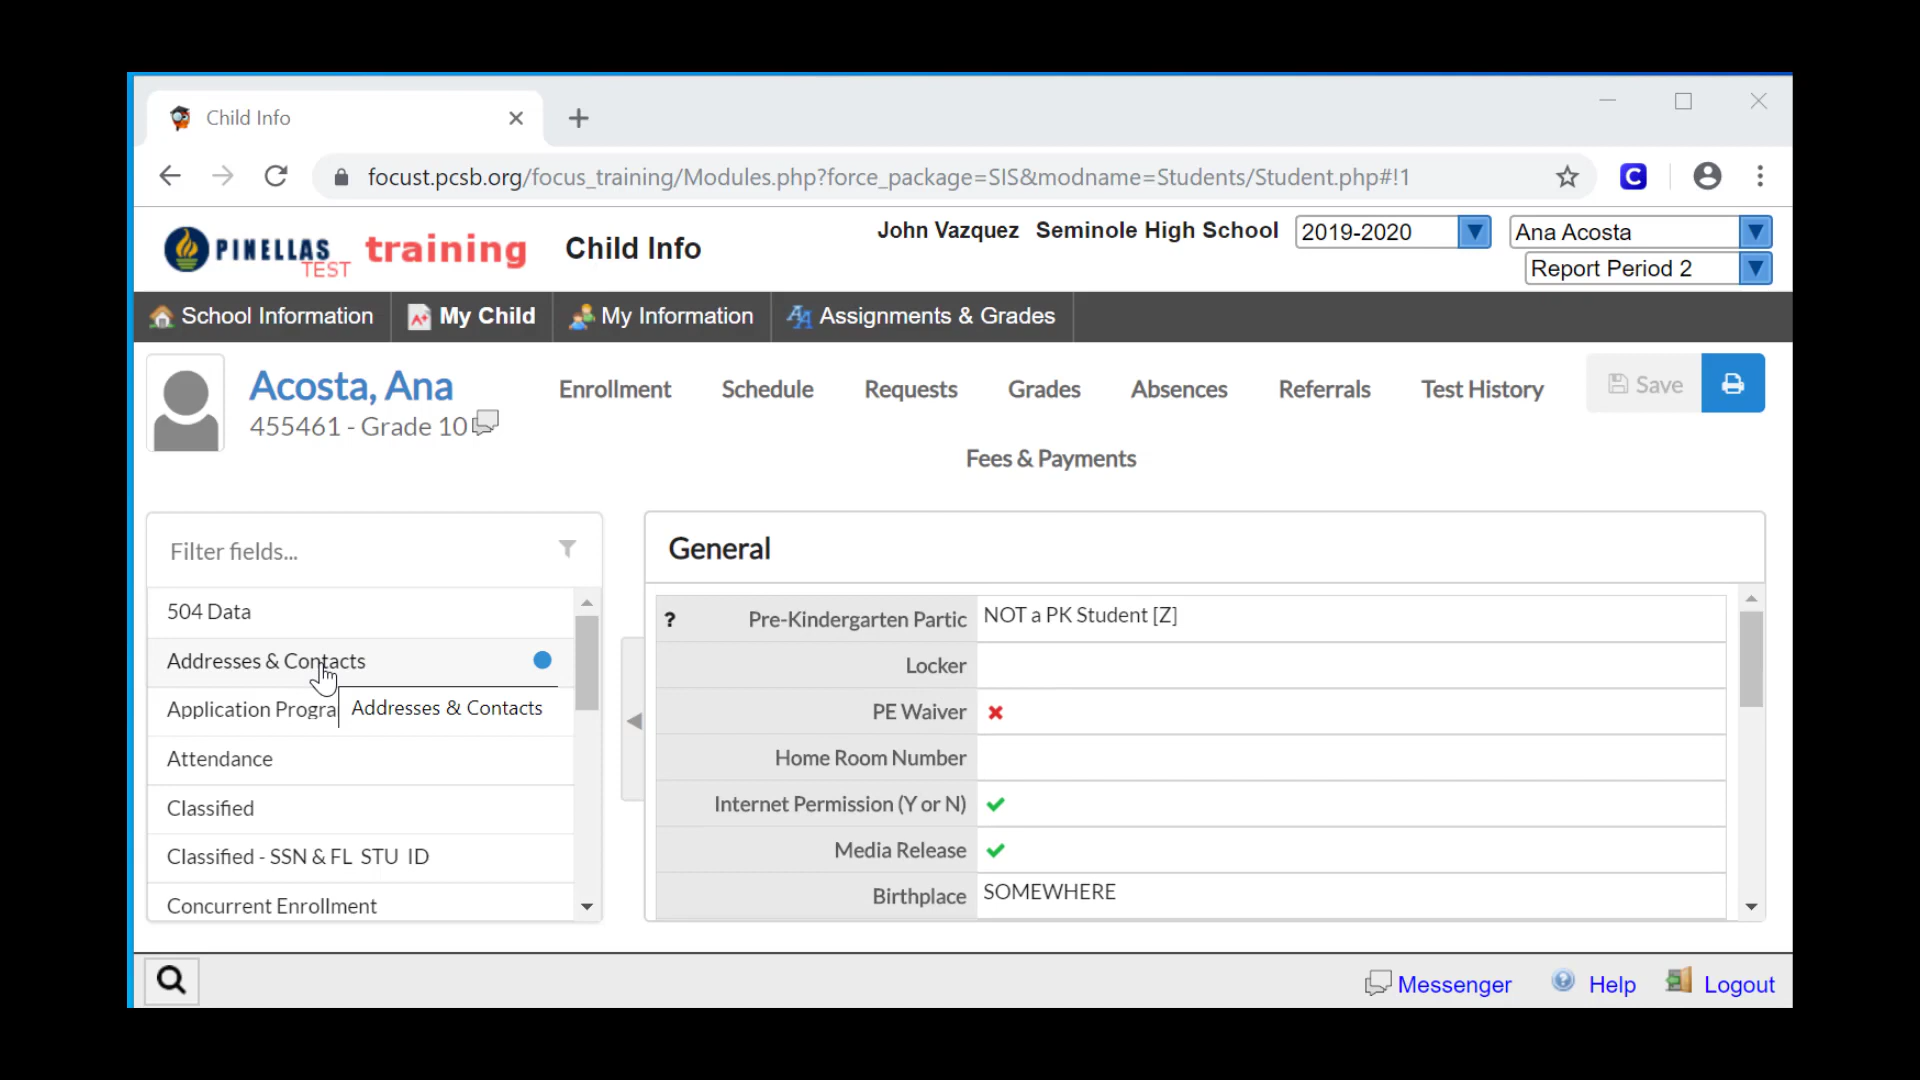 Child Info
focust.pcsb.org/focus_training/Modules.php?force_package=SIS&modname=Students/Student.php#!1
C
PINELLAS
TEST
training
Child Info
John Vazquez Seminole High School
2019-2020
Ana Acosta
Report Period 2
School Information
My Child
My Information
Assignments & Grades
Acosta, Ana
455461 - Grade 10
Enrollment
Schedule
Requests
Grades
Absences
Referrals
Test History
Fees & Payments
Save
Filter fields...
504 Data
Addresses & Contacts
Application Progra
Addresses & Contacts
Attendance
Classified
Classified - SSN & FL STU ID
Concurrent Enrollment
General
? Pre-Kindergarten Partic NOT a PK Student [Z]
Locker
PE Waiver
Home Room Number
Internet Permission (Y or N)
Media Release
Birthplace SOMEWHERE
Messenger
Help
Logout